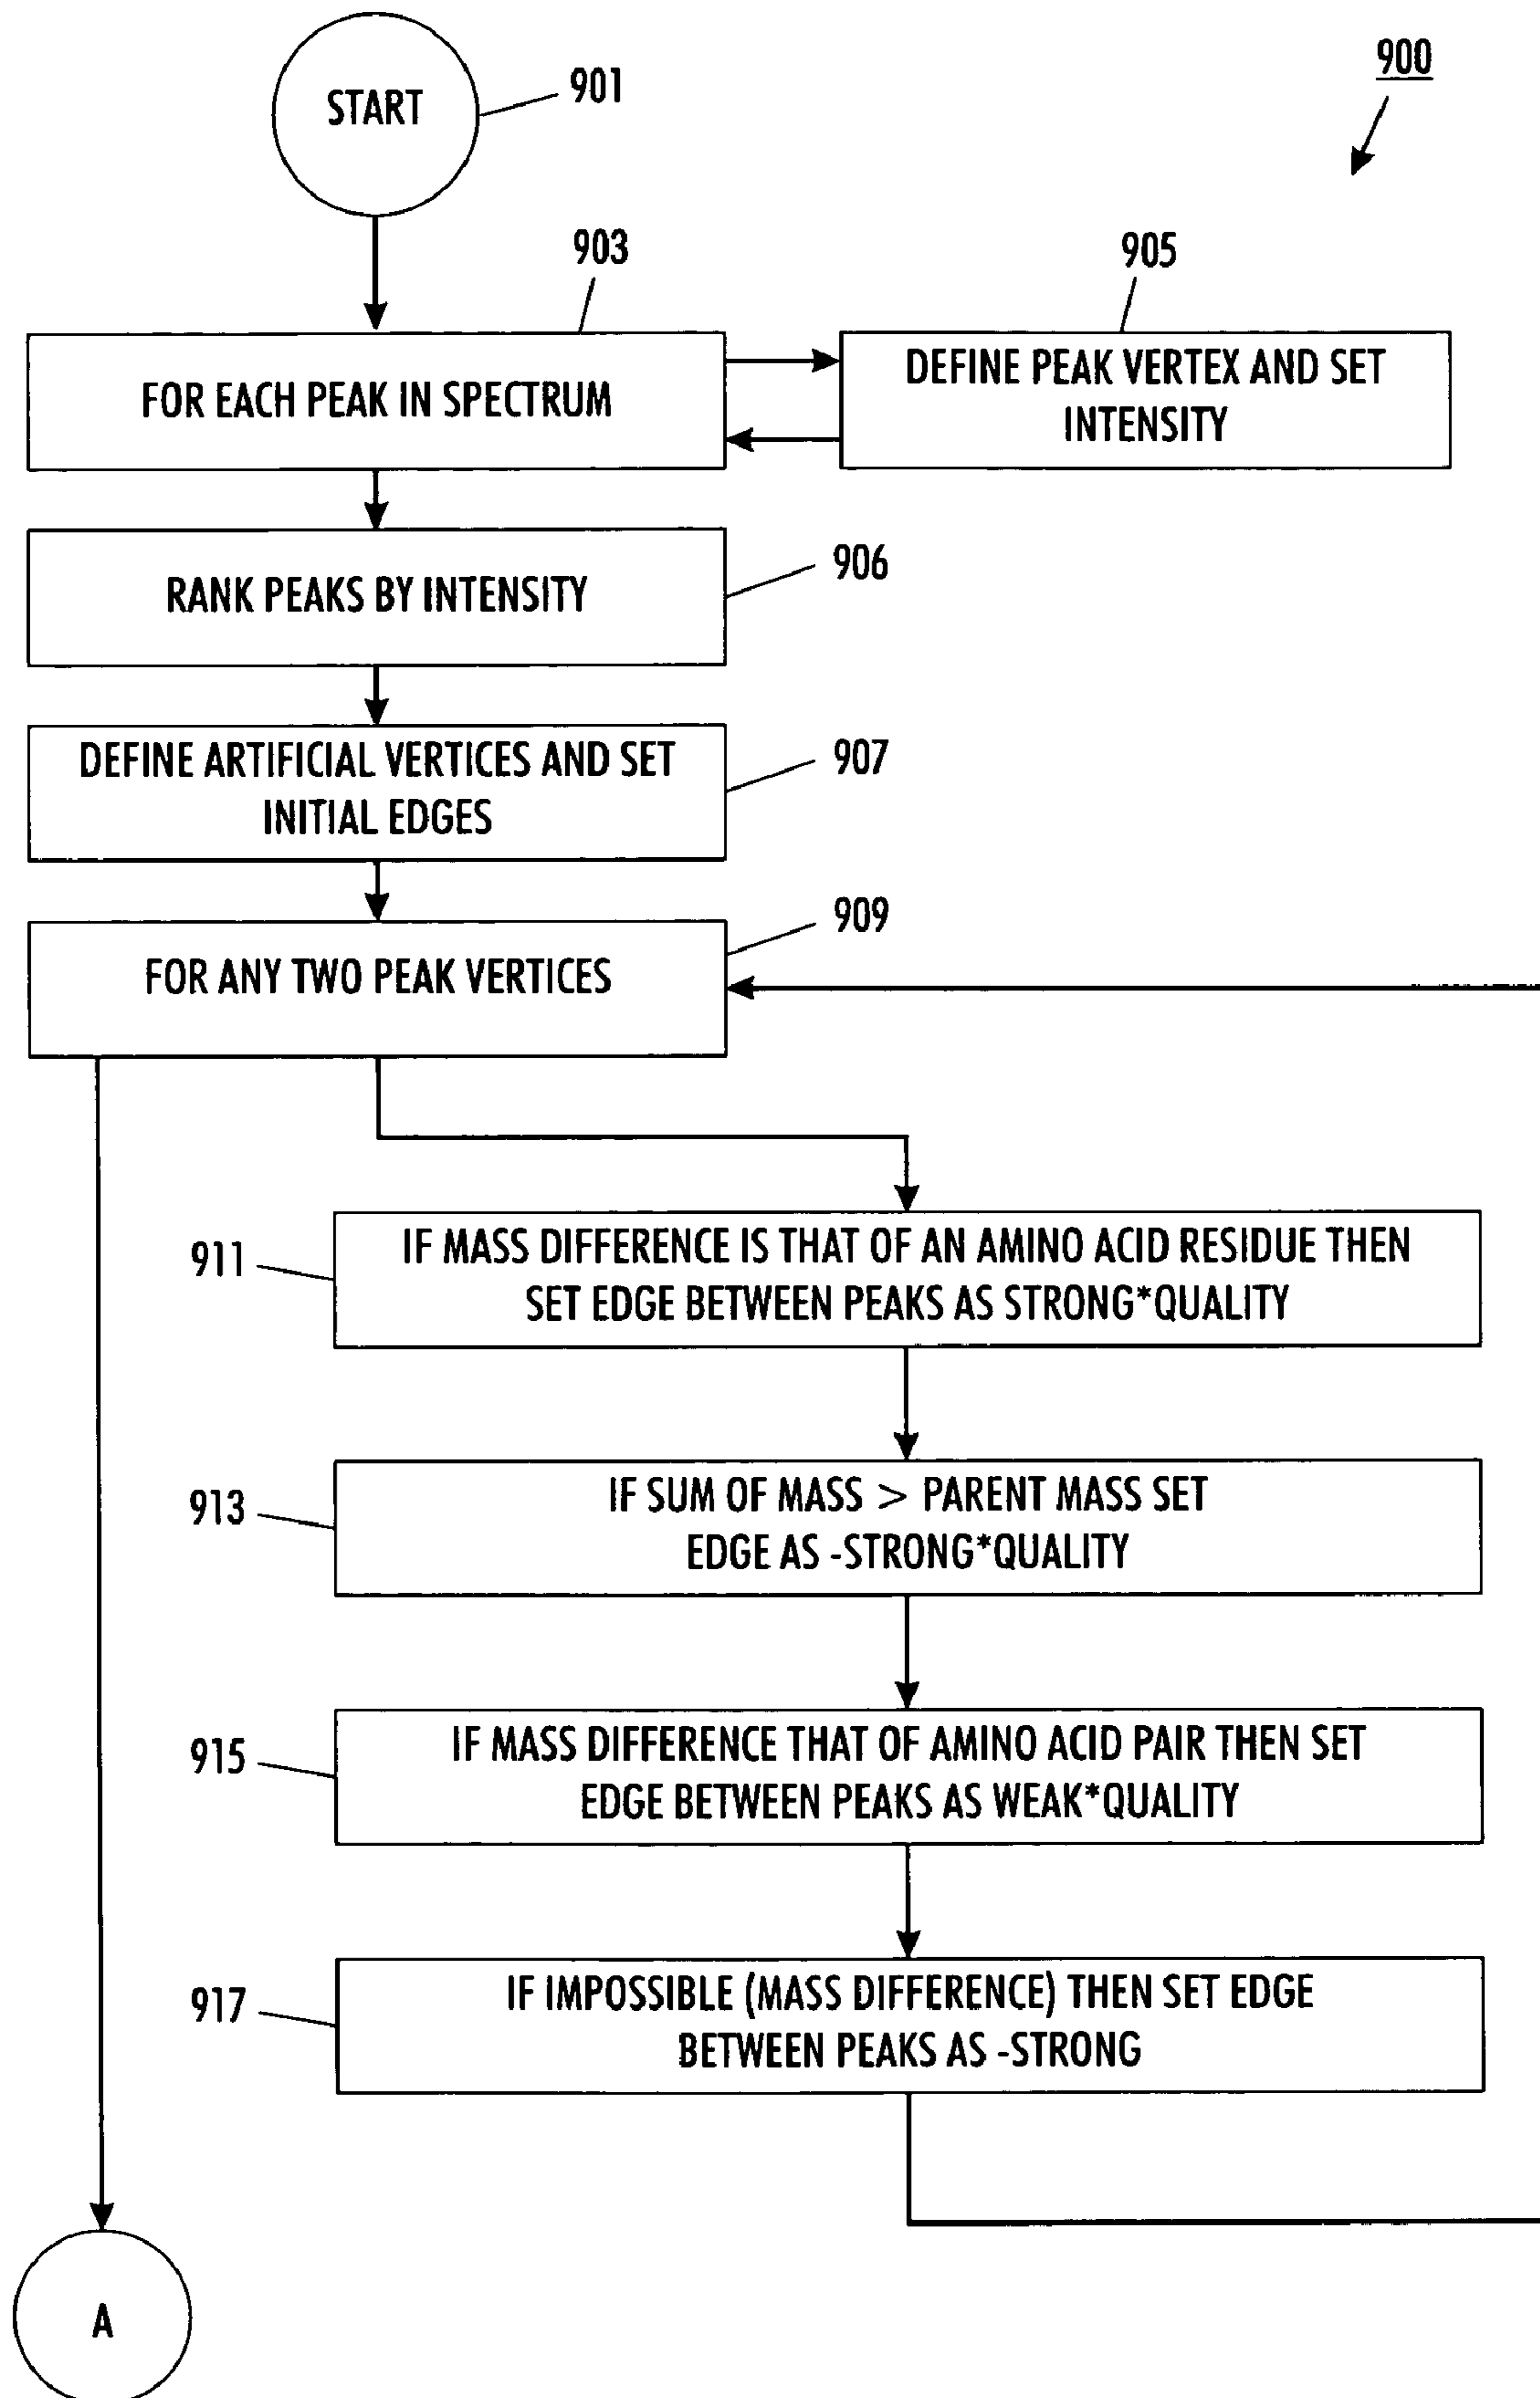 START
901
900
903
905
FOR EACH PEAK IN SPECTRUM
DEFINE PEAK VERTEX AND SET
INTENSITY
RANK PEAKS BY INTENSITY
906
DEFINE ARTIFICIAL VERTICES AND SET
INITIAL EDGES
907
FOR ANY TWO PEAK VERTICES
909
911
IF MASS DIFFERENCE IS THAT OF AN AMINO ACID RESIDUE THEN
SET EDGE BETWEEN PEAKS AS STRONG*QUALITY
913
IF SUM OF MASS > PARENT MASS SET
EDGE AS -STRONG*QUALITY
915
IF MASS DIFFERENCE THAT OF AMINO ACID PAIR THEN SET
EDGE BETWEEN PEAKS AS WEAK*QUALITY
917
IF IMPOSSIBLE (MASS DIFFERENCE) THEN SET EDGE
BETWEEN PEAKS AS -STRONG
A